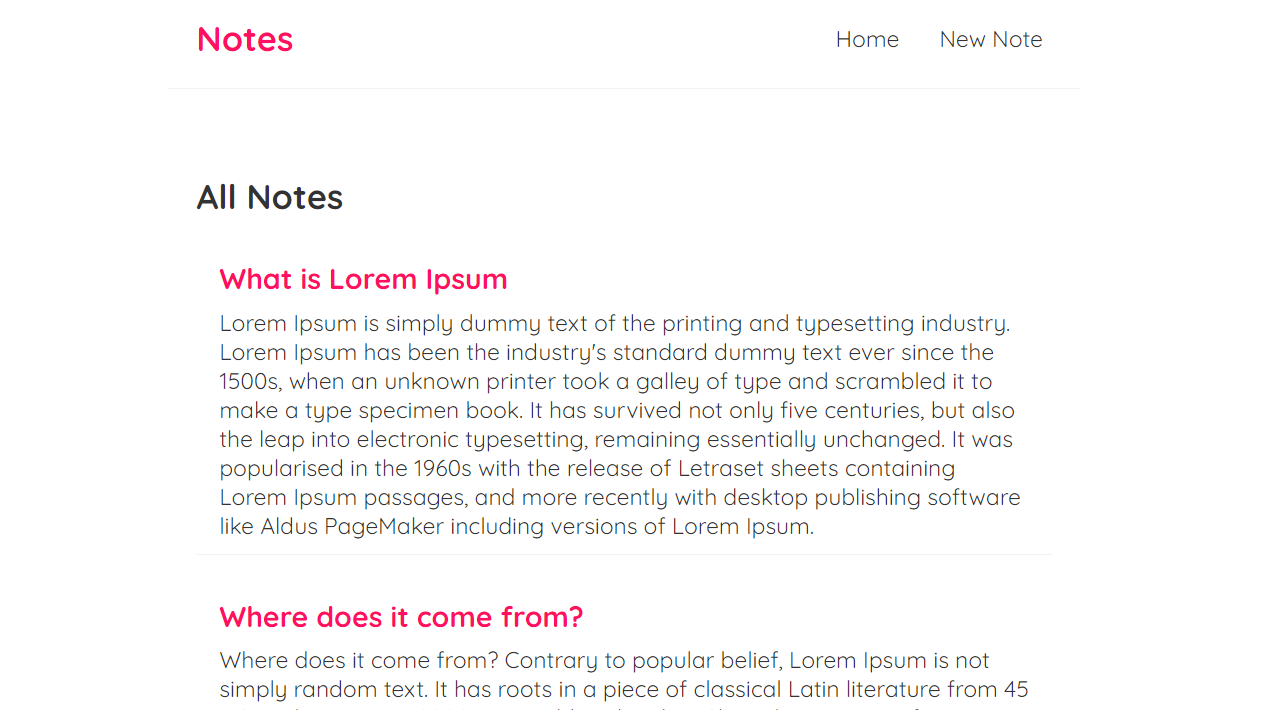 Notes
Home
New Note
All Notes
What is Lorem Ipsum
Lorem Ipsum is simply dummy text of the printing and typesetting industry.
Lorem Ipsum has been the industry's standard dummy text ever since the
1500s, when an unknown printer took a galley of type and scrambled it to
make a type specimen book. It has survived not only five centuries, but also
the leap into electronic typesetting, remaining essentially unchanged. It was
popularised in the 1960s with the release of Letraset sheets containing
Lorem Ipsum passages, and more recently with desktop publishing software
like Aldus PageMaker including versions of Lorem Ipsum.
Where does it come from?
Where does it come from? Contrary to popular belief, Lorem Ipsum is not
simply random text. It has roots in a piece of classical Latin literature from 45